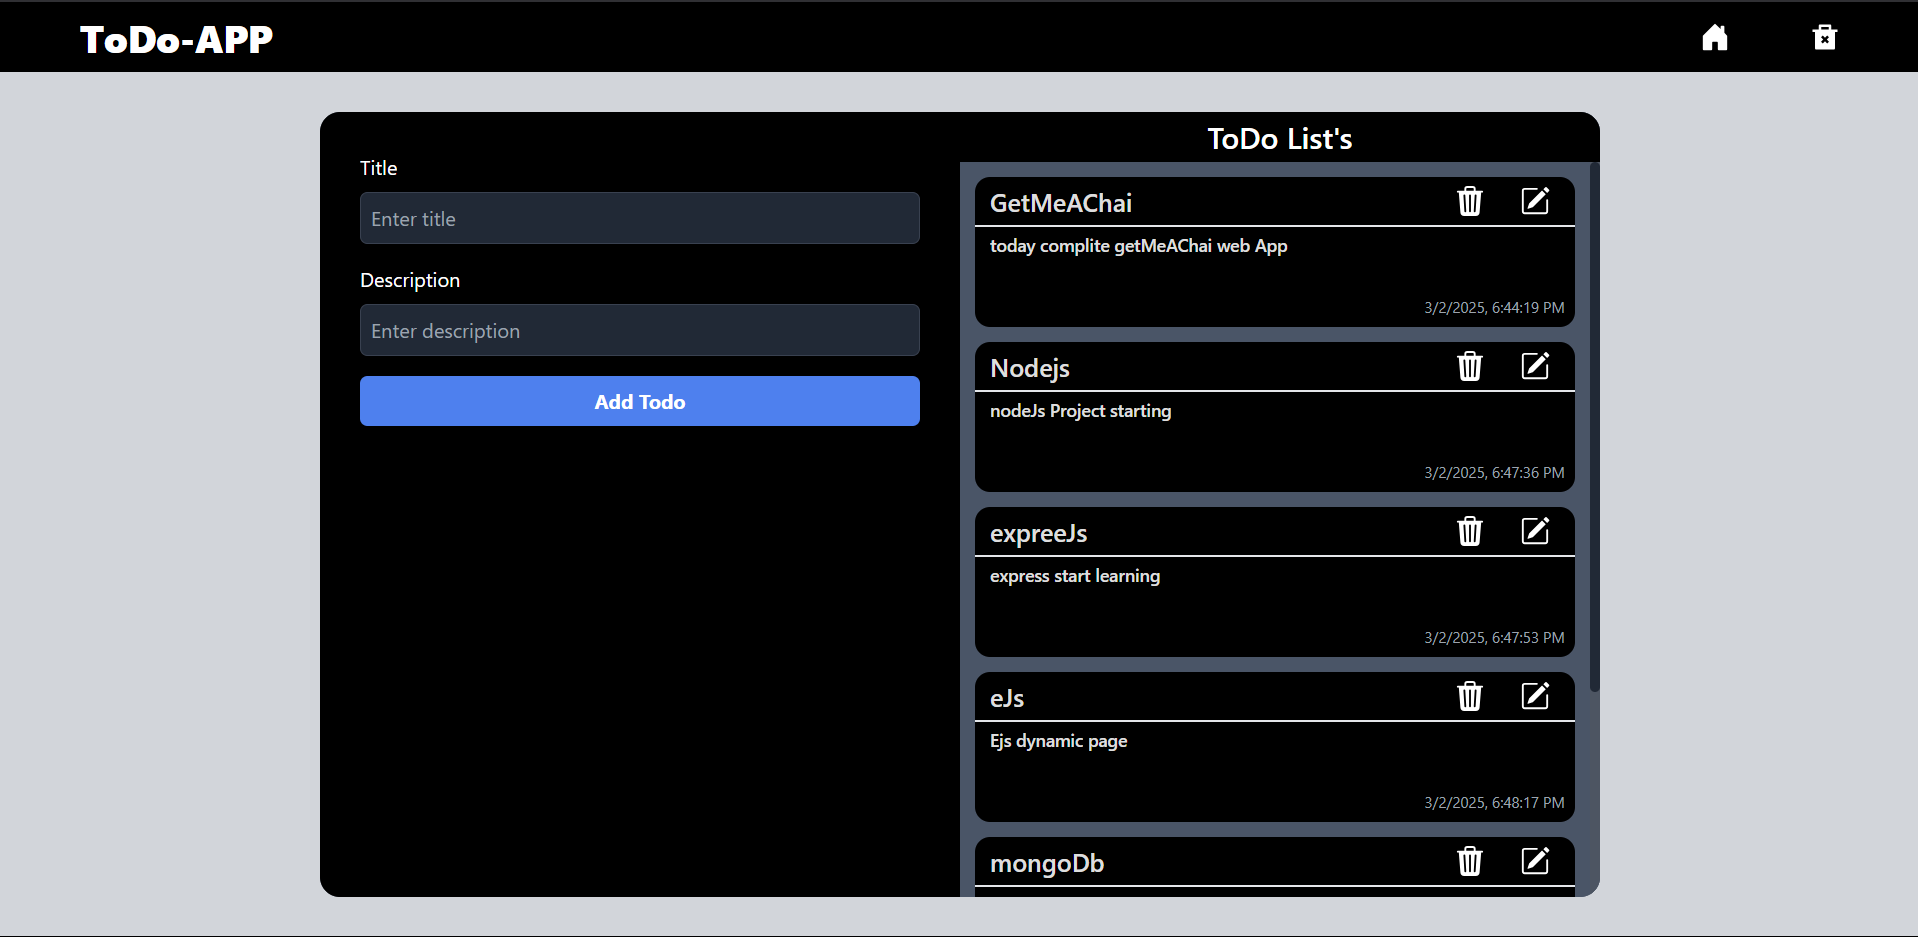 ToDo-APP
Title
Enter title
Description
Enter description
Add Todo
ToDo List's
GetMeAChai
today complite getMeAChai web App
3/2/2025, 6:44:19 PM
Nodejs
nodeJs Project starting
3/2/2025, 6:47:36 PM
expreeJs
express start learning
3/2/2025, 6:47:53 PM
eJs
Ejs dynamic page
3/2/2025, 6:48:17 PM
mongoDb